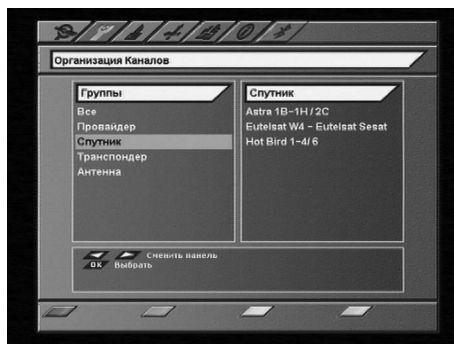 Организация Каналов
Группы
Все
Провайдер
Спутник
Транспондер
Антенна
Спутник
Astra 1B-1H / 2C
Eutelsat W4 - Eutelsat Sesat
Hot Bird 1-4/ 6
Сменить панель
OK Выбрать